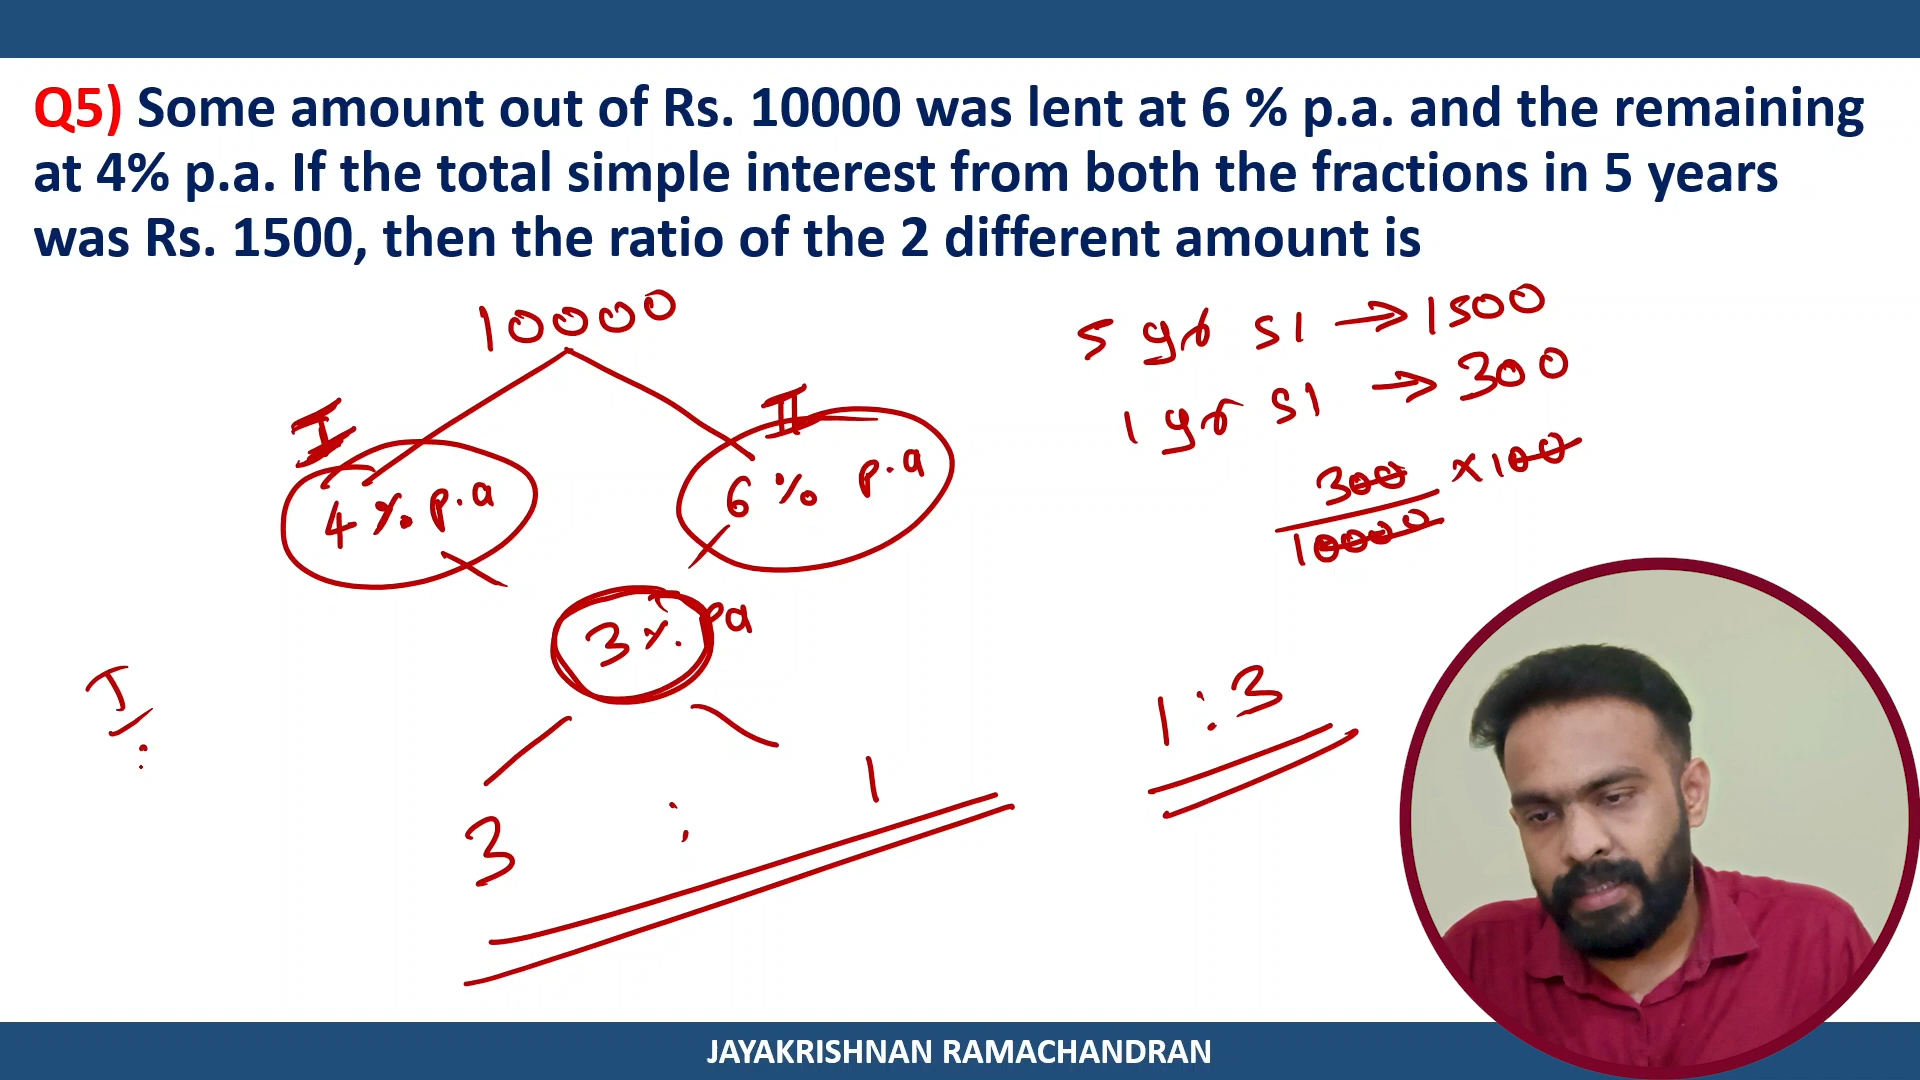 Q5) Some amount out of Rs. 10000 was lent at 6 % p.a. and the remaining
at 4% p.a. If the total simple interest from both the fractions in 5 years
was Rs. 1500, then the ratio of the 2 different amount is
10000
5 yr SI → 1500
1 yr SI → 300
I
II
4 % p.a
6 % p.a
300 × 100
10000
3 %. pa
I :
1 : 3
3 : 1
JAYAKRISHNAN RAMACHANDRAN